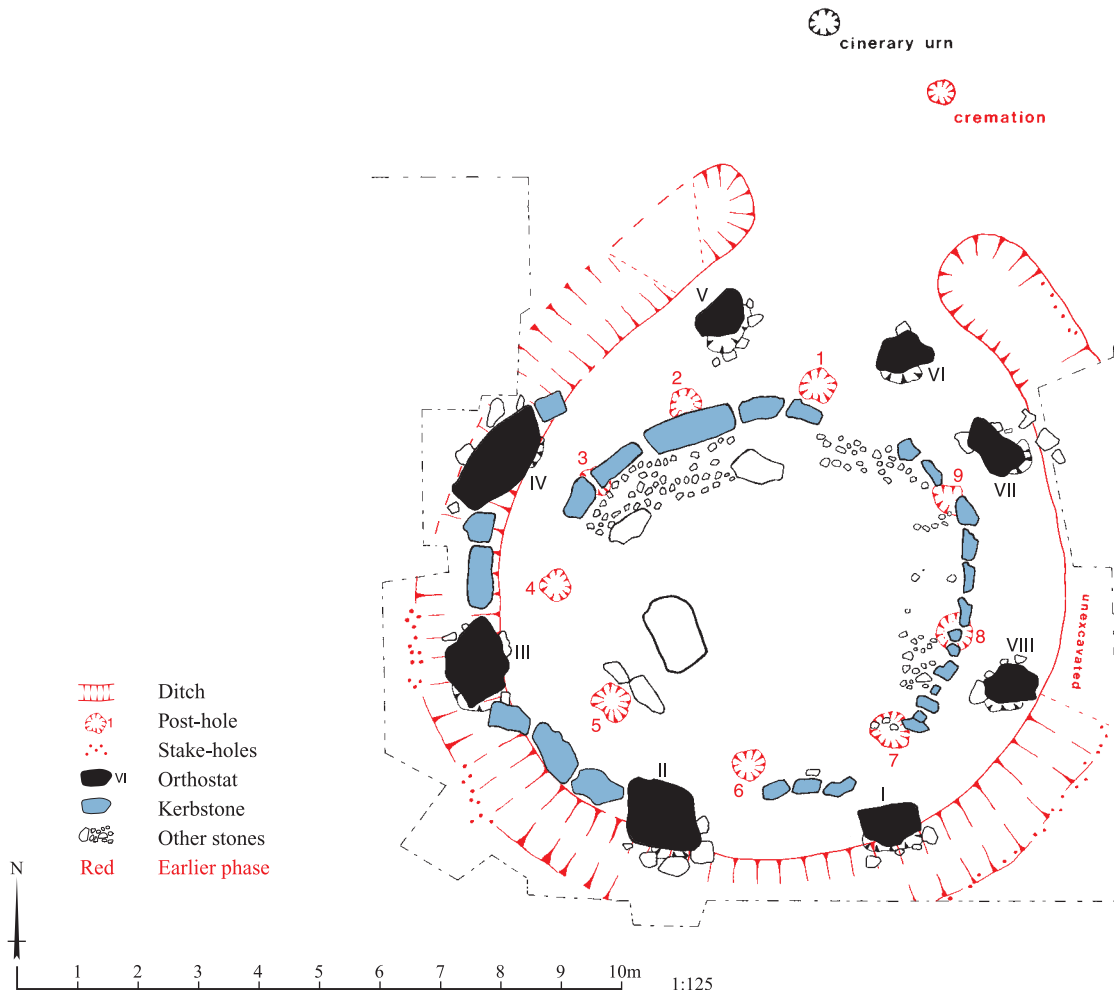 cinerary urn
cremation
V
VI
1
2
3
IV
9
VII
4
unexcavated
8
III
VIII
5
7
II
6
I
Ditch
1 Post-hole
Stake-holes
VI Orthostat
Kerbstone
Other stones
Red Earlier phase
N
1 2 3 4 5 6 7 8 9 10m
1:125